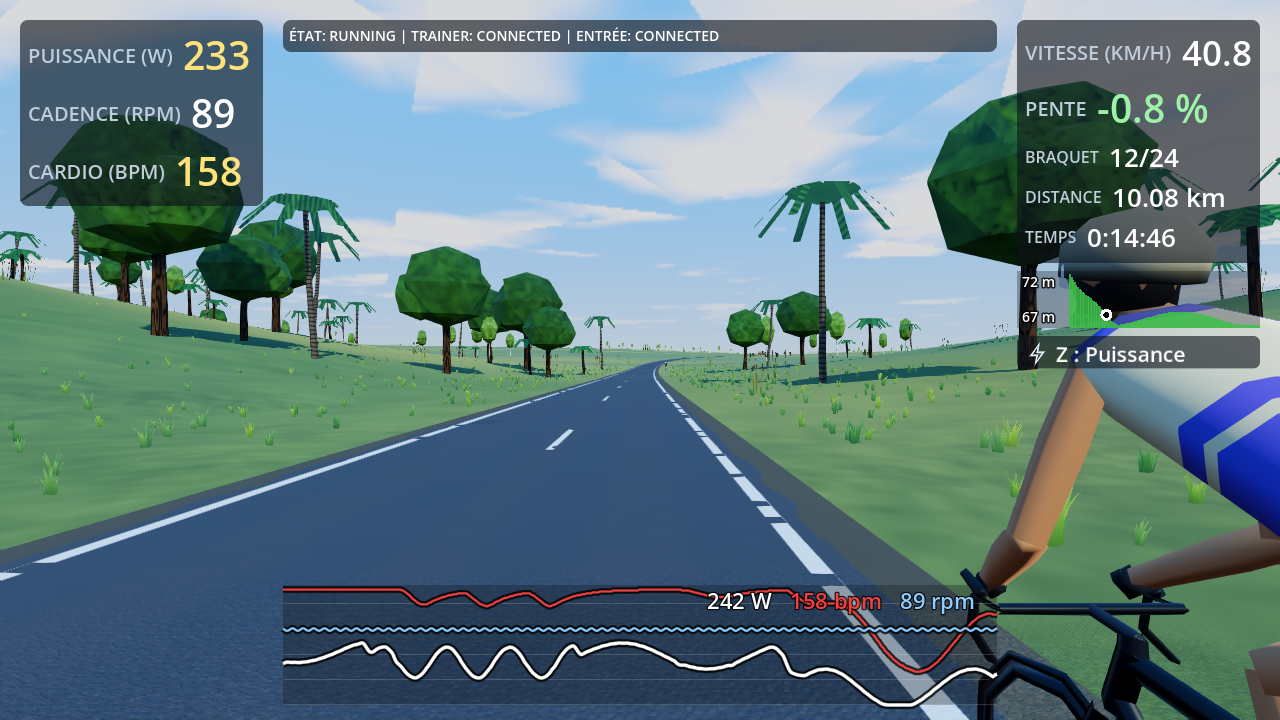 PUISSANCE (W) 233
CADENCE (RPM) 89
CARDIO (BPM) 158
ÉTAT: RUNNING | TRAINER: CONNECTED | ENTRÉE: CONNECTED
VITESSE (KM/H) 40.8
PENTE -0.8 %
BRAQUET 12/24
DISTANCE 10.08 km
TEMPS 0:14:46
72 m
67 m
Z : Puissance
242 W 158 bpm 89 rpm